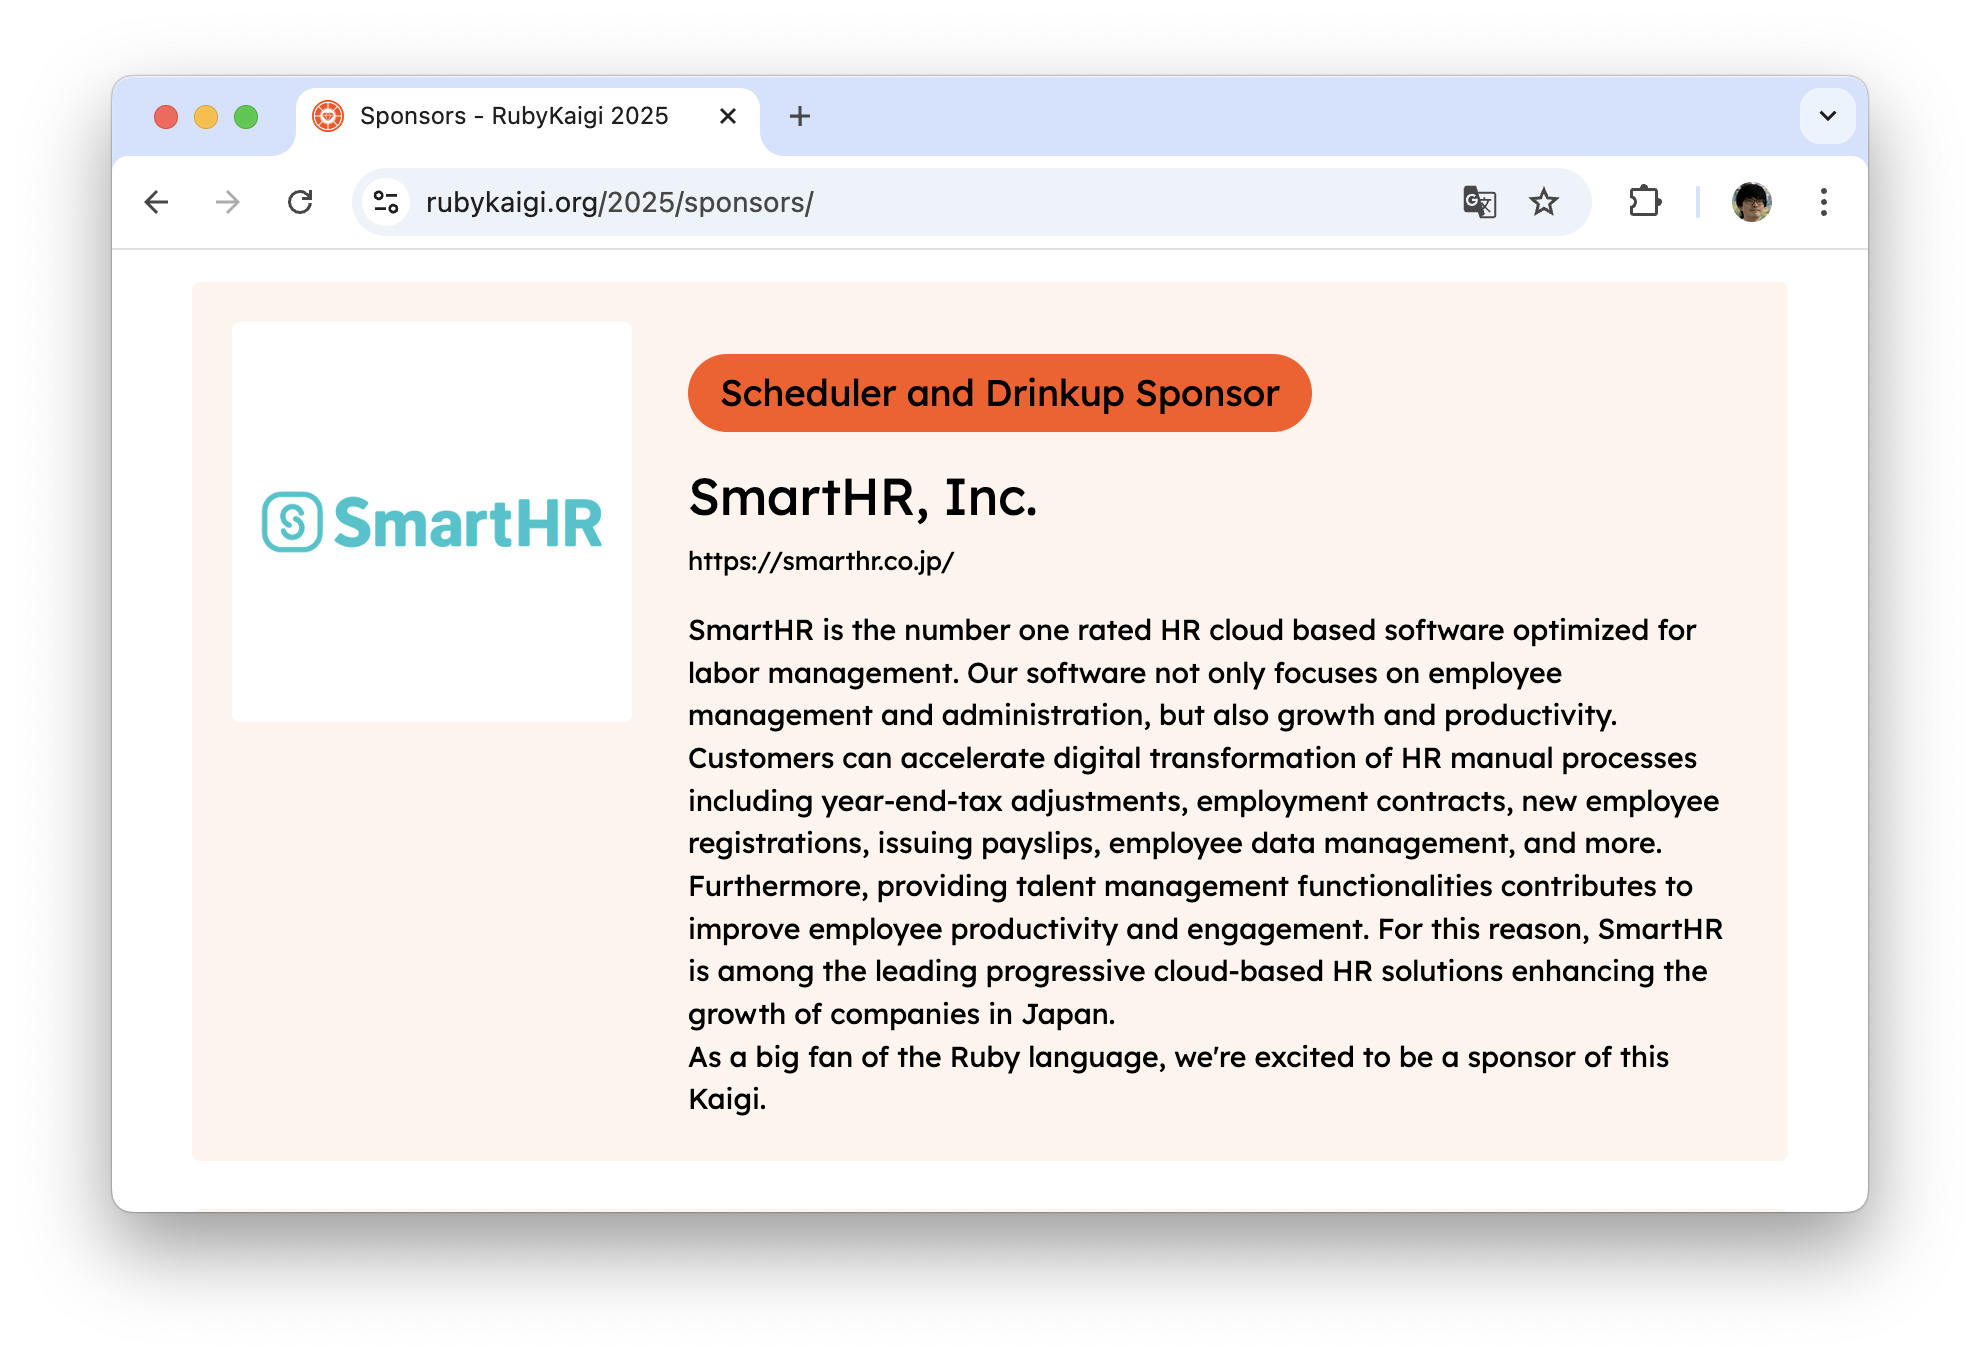 Sponsors - RubyKaigi 2025
rubykaigi.org/2025/sponsors/
SmartHR
Scheduler and Drinkup Sponsor
SmartHR, Inc.
https://smarthr.co.jp/
SmartHR is the number one rated HR cloud based software optimized for
labor management. Our software not only focuses on employee
management and administration, but also growth and productivity.
Customers can accelerate digital transformation of HR manual processes
including year-end-tax adjustments, employment contracts, new employee
registrations, issuing payslips, employee data management, and more.
Furthermore, providing talent management functionalities contributes to
improve employee productivity and engagement. For this reason, SmartHR
is among the leading progressive cloud-based HR solutions enhancing the
growth of companies in Japan.
As a big fan of the Ruby language, we're excited to be a sponsor of this
Kaigi.